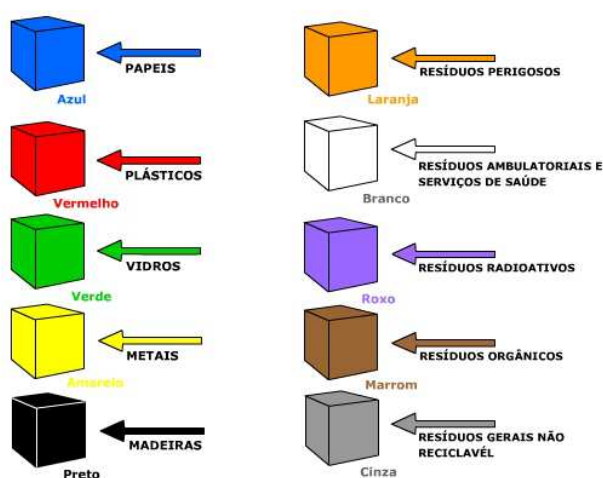 PAPEIS
Azul
PLÁSTICOS
Vermelho
VIDROS
Verde
METAIS
Amarelo
MADEIRAS
Preto
RESÍDUOS PERIGOSOS
Laranja
RESÍDUOS AMBULATORIAIS E
SERVIÇOS DE SAÚDE
Branco
RESÍDUOS RADIOATIVOS
Roxo
RESÍDUOS ORGÂNICOS
Marrom
RESÍDUOS GERAIS NÃO
RECICLAVÉL
Cinza